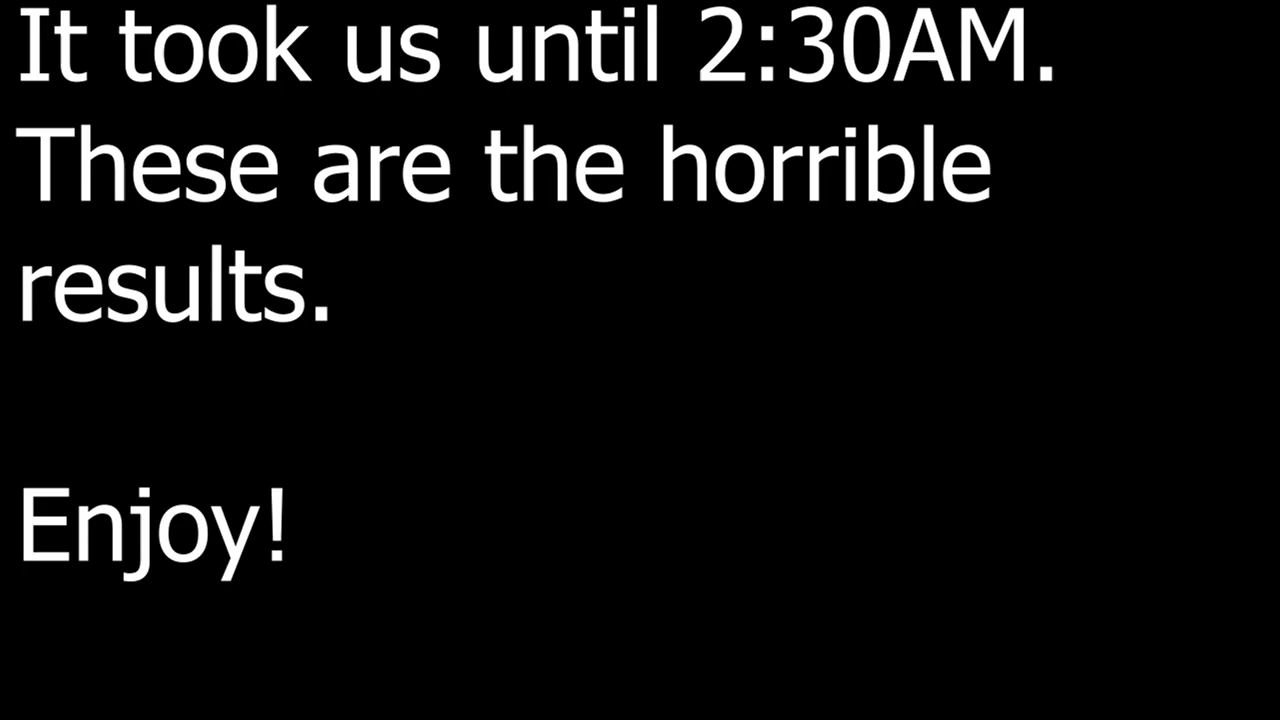 It took us until 2:30AM.
These are the horrible
results.
Enjoy!